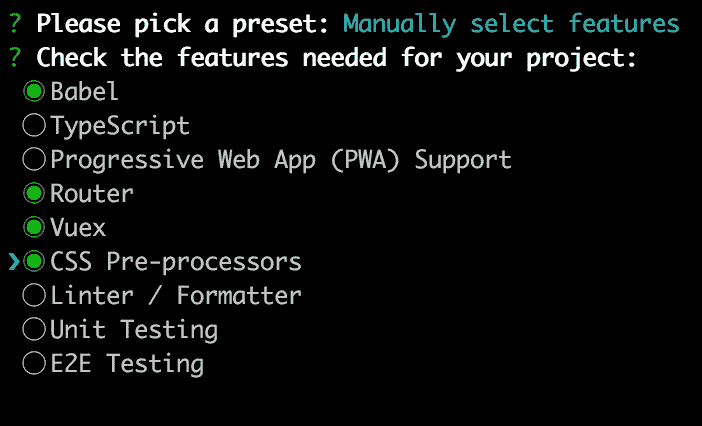 ? Please pick a preset: Manually select features
? Check the features needed for your project:
◉ Babel
◯ TypeScript
◯ Progressive Web App (PWA) Support
◉ Router
◉ Vuex
❯◉ CSS Pre-processors
◯ Linter / Formatter
◯ Unit Testing
◯ E2E Testing